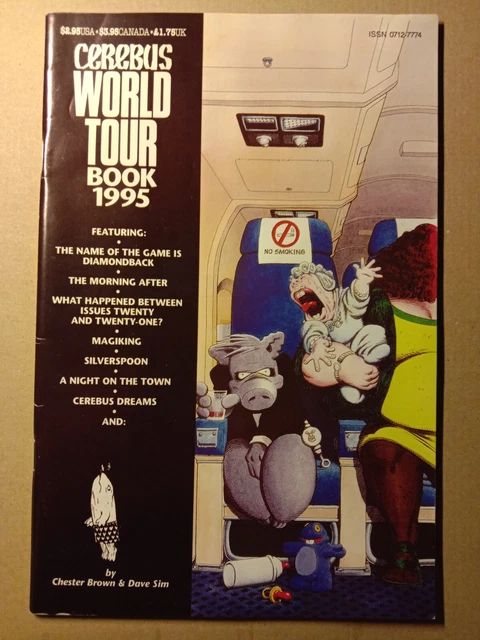 $2.95USA • $3.95CANADA • £1.75UK
ISSN 0712-7774
CEREBUS
WORLD
TOUR
BOOK
1995
FEATURING:
•
THE NAME OF THE GAME IS
DIAMONDBACK
•
THE MORNING AFTER
•
WHAT HAPPENED BETWEEN
ISSUES TWENTY
AND TWENTY-ONE?
•
MAGIKING
•
SILVERSPOON
•
A NIGHT ON THE TOWN
•
CEREBUS DREAMS
•
AND:
by
Chester Brown & Dave Sim
NO SMOKING